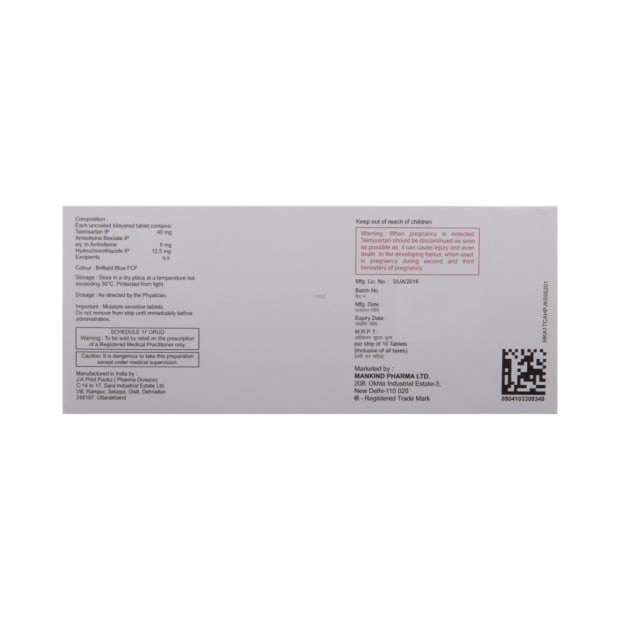 Composition :
Each uncoated bilayered tablet contains:
Telmisartan IP 40 mg
Amlodipine Besilate IP
eq. to Amlodipine 5 mg
Hydrochlorothiazide IP 12.5 mg
Excipients q.s.
Colour : Brilliant Blue FCF
Storage : Store in a dry place at a temperature not
exceeding 30°C. Protected from light.
Dosage : As directed by the Physician.
Important : Moisture sensitive tablets.
Do not remove from strip until immediately before
administration.
SCHEDULE 'H' DRUG
Warning : To be sold by retail on the prescription
of a Registered Medical Practitioner only
Caution: It is dangerous to take this preparation
except under medical supervision.
Manufactured in India by :
J.K.Print Packs ( Pharma Division)
C-14 to 17, Sara Industrial Estate Ltd.
Vill: Rampur, Selaqui, Distt, Dehradun
248197, Uttarakhand
Keep out of reach of children
Warning : When pregnancy is detected,
Telmisartan should be discontinued as soon
as possible as it can cause injury and even
death to the developing foetus, when used
in pregnancy during second and third
trimesters of pregnancy.
Mfg. Lic. No. : 3/UA/2016
Batch No. :
बैच नं.
Mfg. Date :
उत्पादन तिथि
Expiry Date :
समाप्ति तिथि
M.R.P. ₹ :
अधिकतम खुदरा मूल्य
per strip of 10 Tablets
(Inclusive of all taxes)
(सभी कर सहित)
Marketed by :
MANKIND PHARMA LTD.
208, Okhla Industrial Estate-3,
New Delhi-110 020
® - Registered Trade Mark
8904103308348